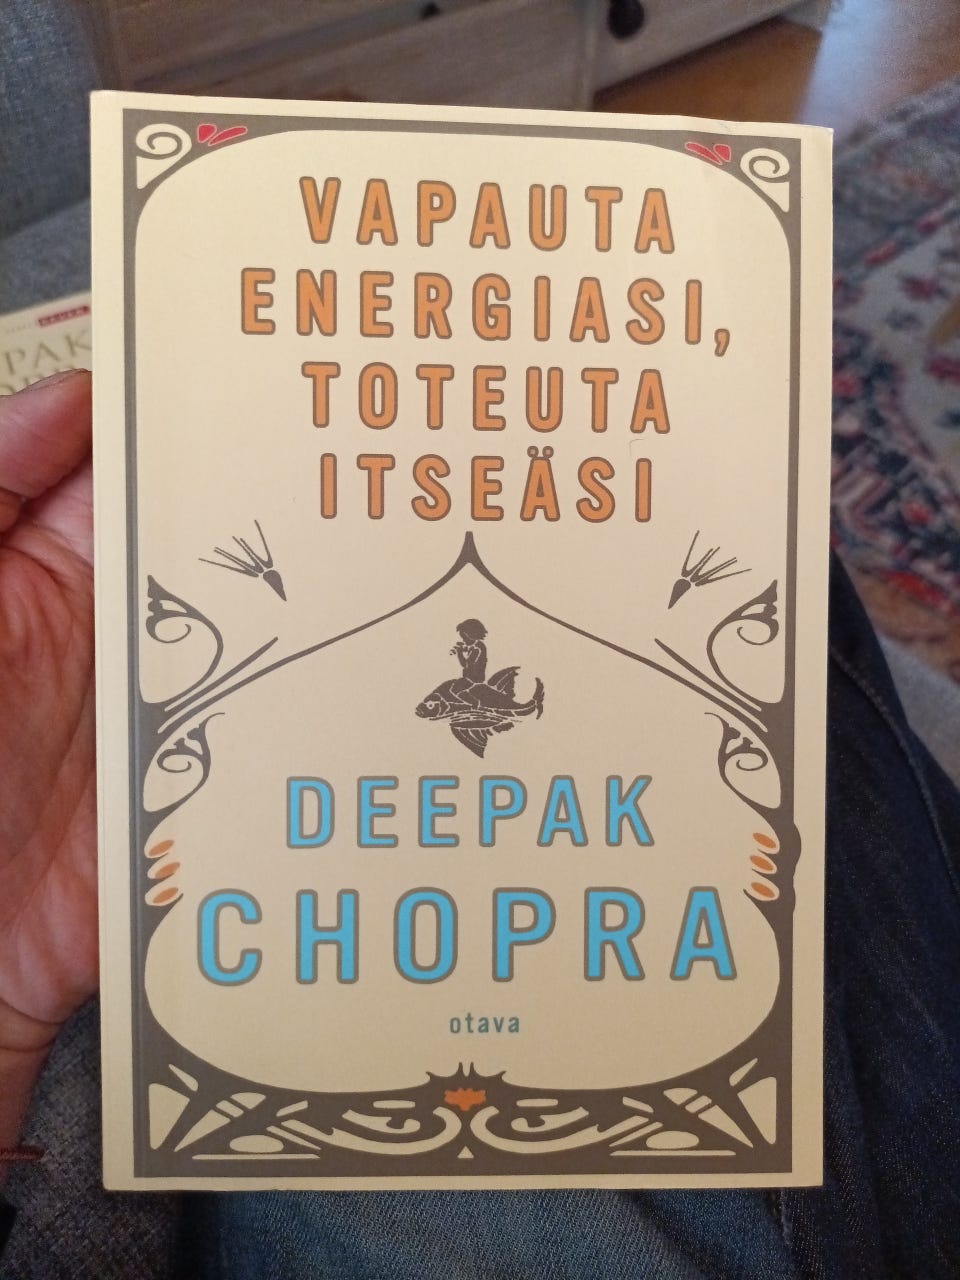 VAPAUTA
ENERGIASI,
TOTEUTA
ITSEÄSI
DEEPAK
CHOPRA
otava